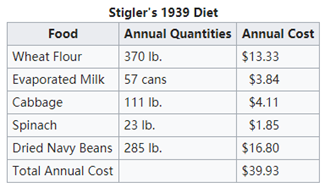 Stigler's 1939 Diet
Food Annual Quantities Annual Cost
Wheat Flour 370 lb. $13.33
Evaporated Milk 57 cans $3.84
Cabbage 111 lb. $4.11
Spinach 23 lb. $1.85
Dried Navy Beans 285 lb. $16.80
Total Annual Cost $39.93